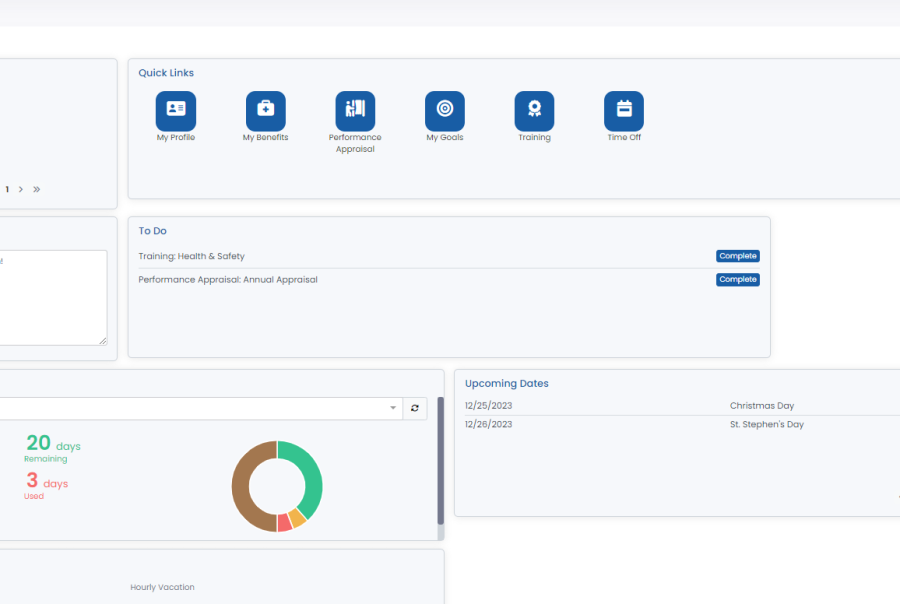 Quick Links
My Profile
My Benefits
Performance
Appraisal
My Goals
Training
Time Off
1
To Do
Training: Health & Safety
Complete
Performance Appraisal: Annual Appraisal
Complete
20 days
Remaining
3 days
Used
Upcoming Dates
12/25/2023
Christmas Day
12/26/2023
St. Stephen's Day
Hourly Vacation